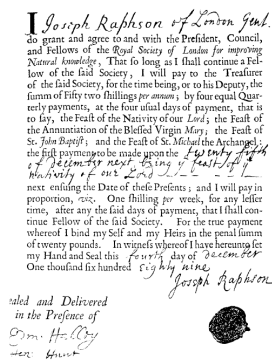 I Joseph Raphson of London Gent.
do grant and agree to and with the President, Council,
and Fellows of the Royal Society of London for improving
Natural knowledge, That so long as I shall continue a Fel-
low of the said Society, I will pay to the Treasurer
of the said Society, for the time being, or to his Deputy, the
summ of Fifty two shillings per annum; by four equal Quar-
terly payments, at the four usual days of payment, that is
to say, the Feast of the Nativity of our Lord; the Feast of
the Annuntiation of the Blessed Virgin Mary; the Feast of
St. John Baptist; and the Feast of St. Michael the Archangel:
the first payment to be made upon the twenty fifth
of december next, being ye feast of ye
Nativity of our Lord
next ensuing the Date of these Presents; and I will pay in
proportion, viz. One shilling per week, for any lesser
time, after any the said days of payment, that I shall con-
tinue Fellow of the said Society. For the true payment
whereof I bind my Self and my Heirs in the penal summ
of twenty pounds. In witness whereof I have hereunto set
my Hand and Seal this fourth day of december
One thousand six hundred eighty nine
Joseph Raphson
ealed and Delivered
in the Presence of
Hunt